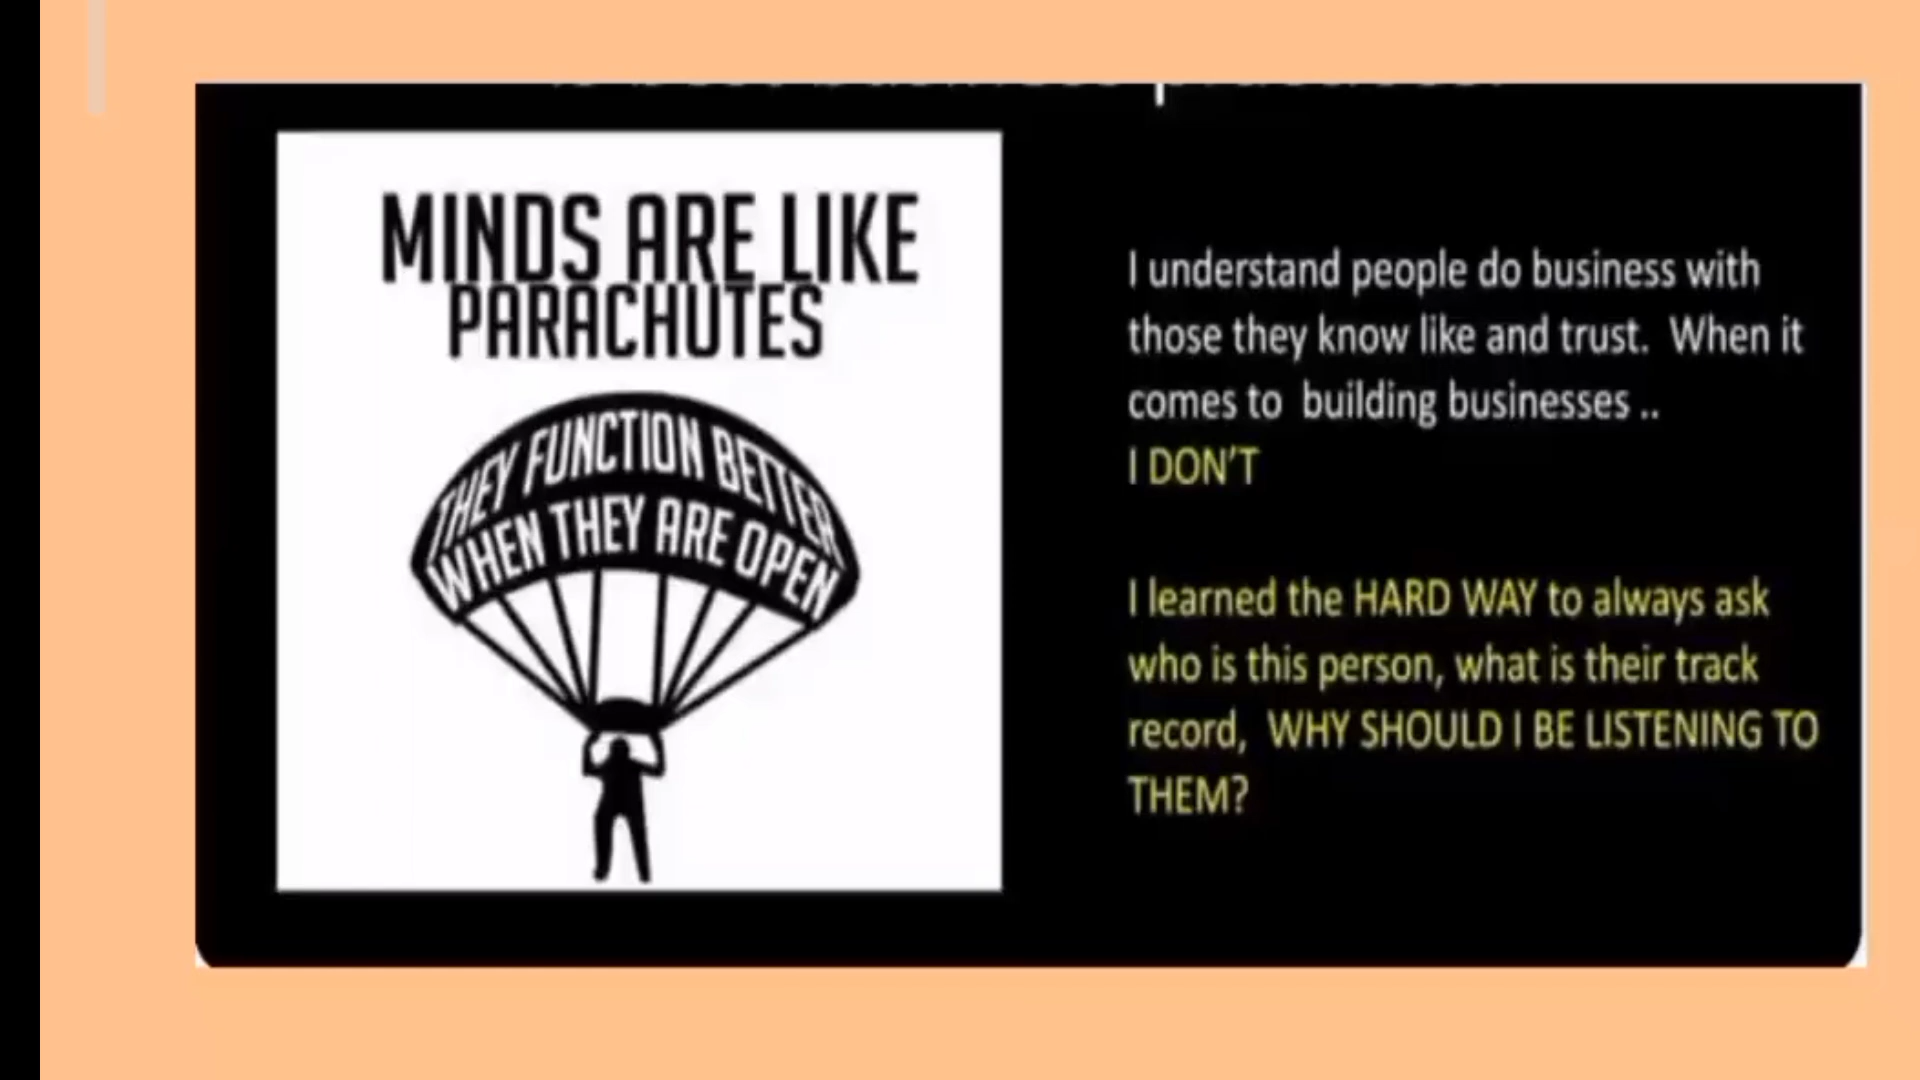 MINDS ARE LIKE
PARACHUTES
THEY FUNCTION BETTER
WHEN THEY ARE OPEN
I understand people do business with
those they know like and trust.  When it
comes to  building businesses ..
I DON'T
I learned the HARD WAY to always ask
who is this person, what is their track
record,  WHY SHOULD I BE LISTENING TO
THEM?